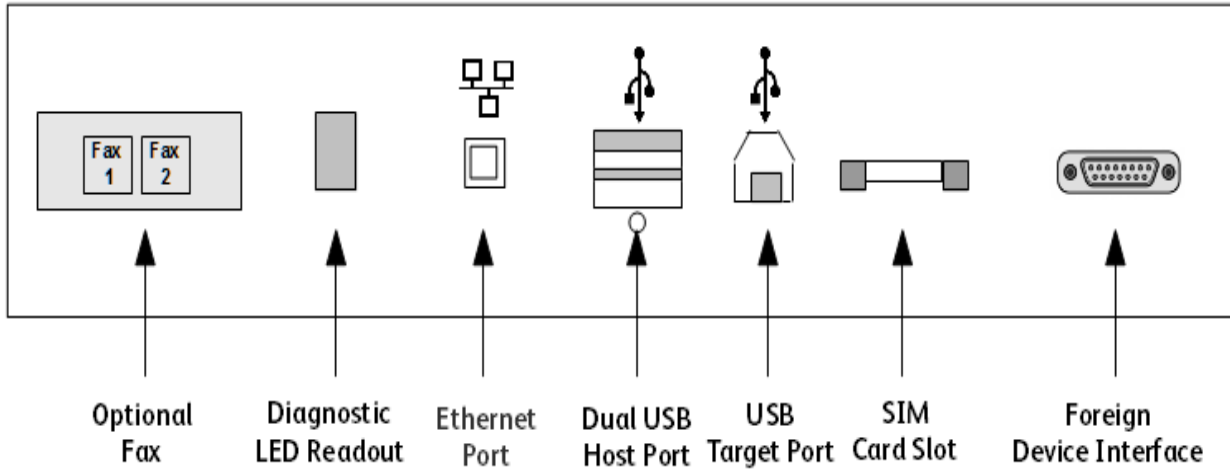 Fax Fax
1 2
Optional Diagnostic Ethernet Dual USB USB SIM Foreign
Fax LED Readout Port Host Port Target Port Card Slot Device Interface